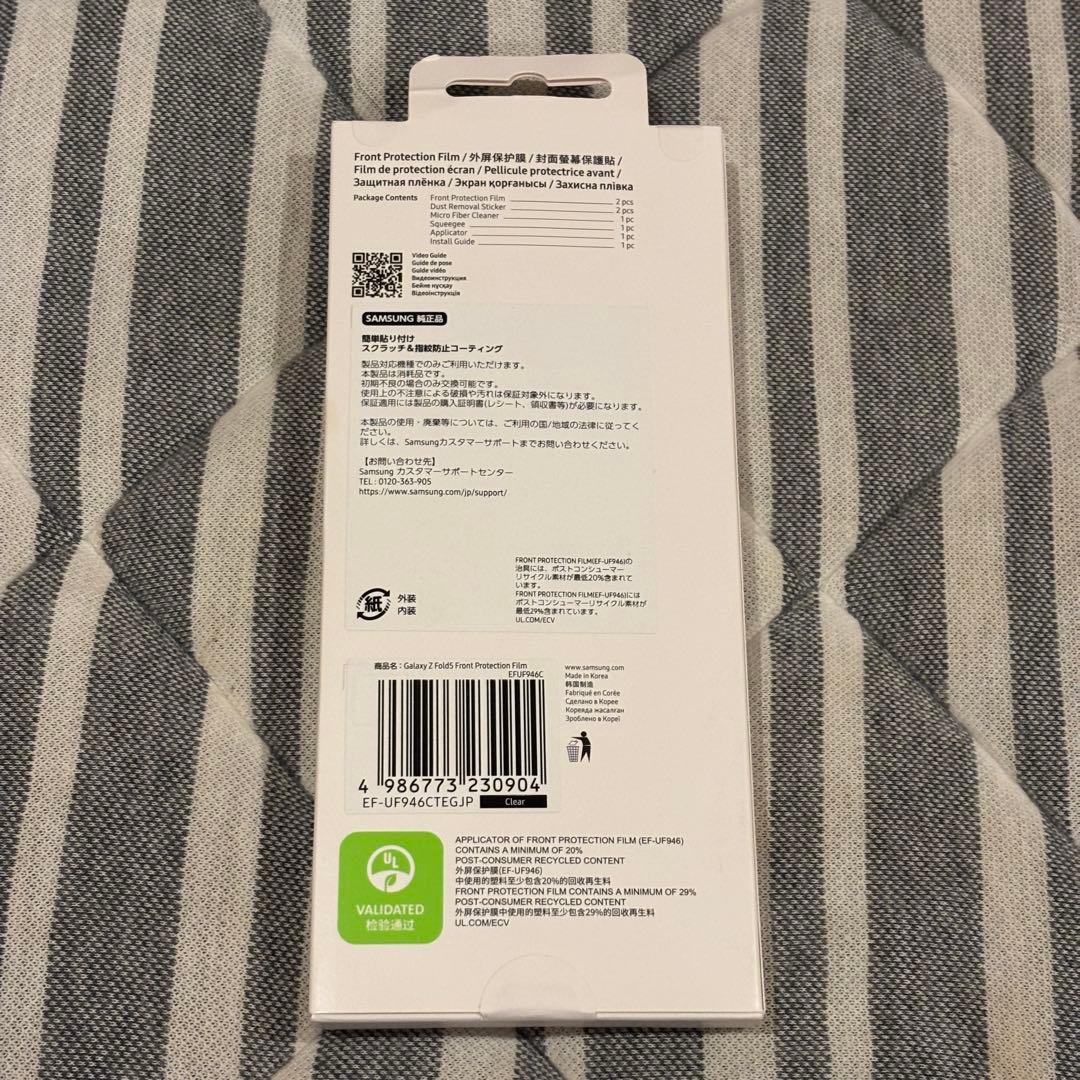 Front Protection Film / 外屏保护膜 / 封面螢幕保護貼 /
Film de protection écran / Pellicule protectrice avant /
Защитная плёнка / Экран қорғанысы / Захисна плівка
Package Contents
Front Protection Film 2 pcs
Dust Removal Sticker 2 pcs
Micro Fiber Cleaner 1 pc
Squeegee 1 pc
Applicator 1 pc
Install Guide 1 pc
Video Guide
Guide de pose
Guide vidéo
Видеоинструкция
Бейне нұсқау
Відеоінструкція
SAMSUNG 純正品
簡単貼り付け
スクラッチ&指紋防止コーティング
製品対応機種でのみご利用いただけます。
本製品は消耗品です。
初期不良の場合のみ交換可能です。
使用上の不注意による破損や汚れは保証対象外になります。
保証適用には製品の購入証明書(レシート、領収書等)が必要になります。
本製品の使用・廃棄等については、ご利用の国/地域の法律に従ってく
ださい。
詳しくは、Samsungカスタマーサポートまでお問い合わせください。
【お問い合わせ先】
Samsung カスタマーサポートセンター
TEL : 0120-363-905
https://www.samsung.com/jp/support/
FRONT PROTECTION FILM(EF-UF946)の
治具には、ポストコンシューマー
リサイクル素材が最低20%含まれて
います。
FRONT PROTECTION FILM(EF-UF946)には
ポストコンシューマーリサイクル素材が
最低29%含まれています。
UL.COM/ECV
紙
外装
内装
商品名 : Galaxy Z Fold5 Front Protection Film
EFUF946C
4 986773 230904
EF-UF946CTEGJP Clear
www.samsung.com
Made in Korea
韩国制造
Fabriqué en Corée
Сделано в Корее
Кореяда жасалған
Зроблено в Кореї
UL
VALIDATED
检验通过
APPLICATOR OF FRONT PROTECTION FILM (EF-UF946)
CONTAINS A MINIMUM OF 20%
POST-CONSUMER RECYCLED CONTENT
外屏保护膜(EF-UF946)
中使用的塑料至少包含20%的回收再生料
FRONT PROTECTION FILM CONTAINS A MINIMUM OF 29%
POST-CONSUMER RECYCLED CONTENT
外屏保护膜中使用的塑料至少包含29%的回收再生料
UL.COM/ECV